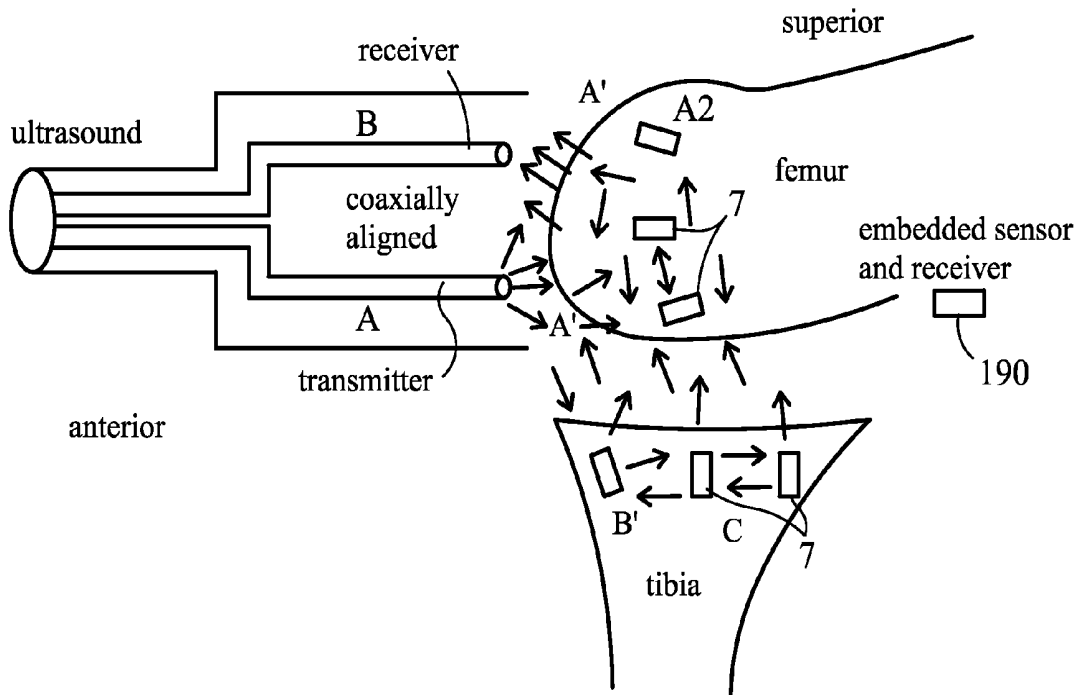 superior
receiver
A'
A2
ultrasound
B
femur
7
coaxially
aligned
embedded sensor
and receiver
A
A'
transmitter
190
anterior
B'
C
7
tibia